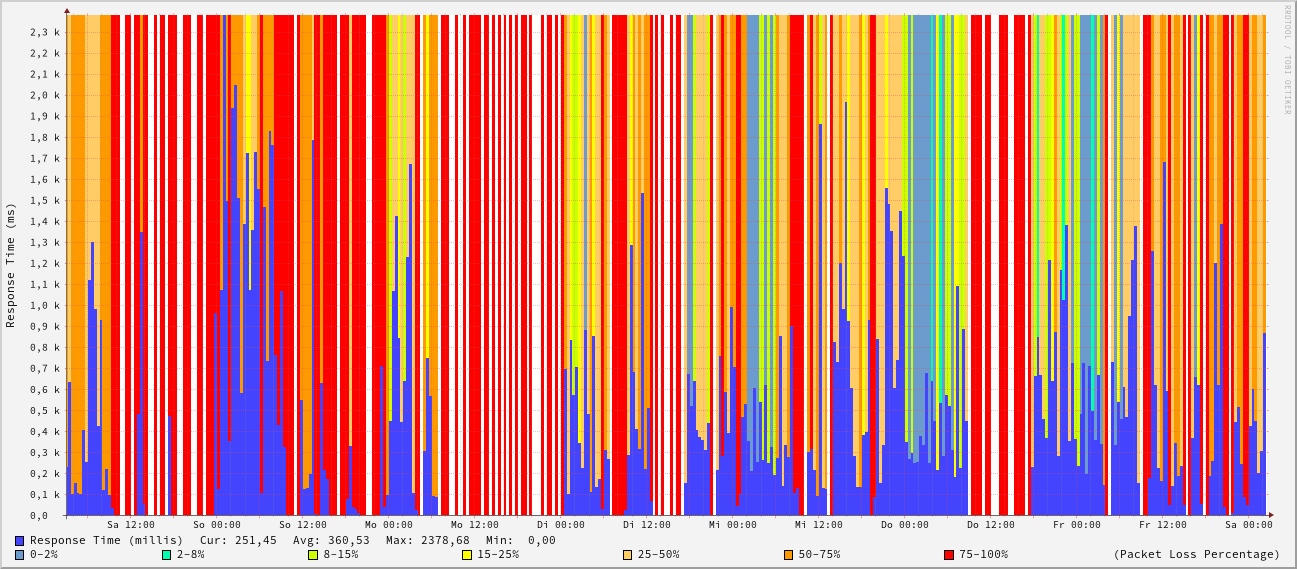 RRDTOOL / TOBI OETIKER
Response Time (ms)
2,3 k
2,2 k
2,1 k
2,0 k
1,9 k
1,8 k
1,7 k
1,6 k
1,5 k
1,4 k
1,3 k
1,2 k
1,1 k
1,0 k
0,9 k
0,8 k
0,7 k
0,6 k
0,5 k
0,4 k
0,3 k
0,2 k
0,1 k
0,0
Sa 12:00 So 00:00 So 12:00 Mo 00:00 Mo 12:00 Di 00:00 Di 12:00 Mi 00:00 Mi 12:00 Do 00:00 Do 12:00 Fr 00:00 Fr 12:00 Sa 00:00
Response Time (millis) Cur: 251,45 Avg: 360,53 Max: 2378,68 Min: 0,00
0-2% 2-8% 8-15% 15-25% 25-50% 50-75% 75-100% (Packet Loss Percentage)